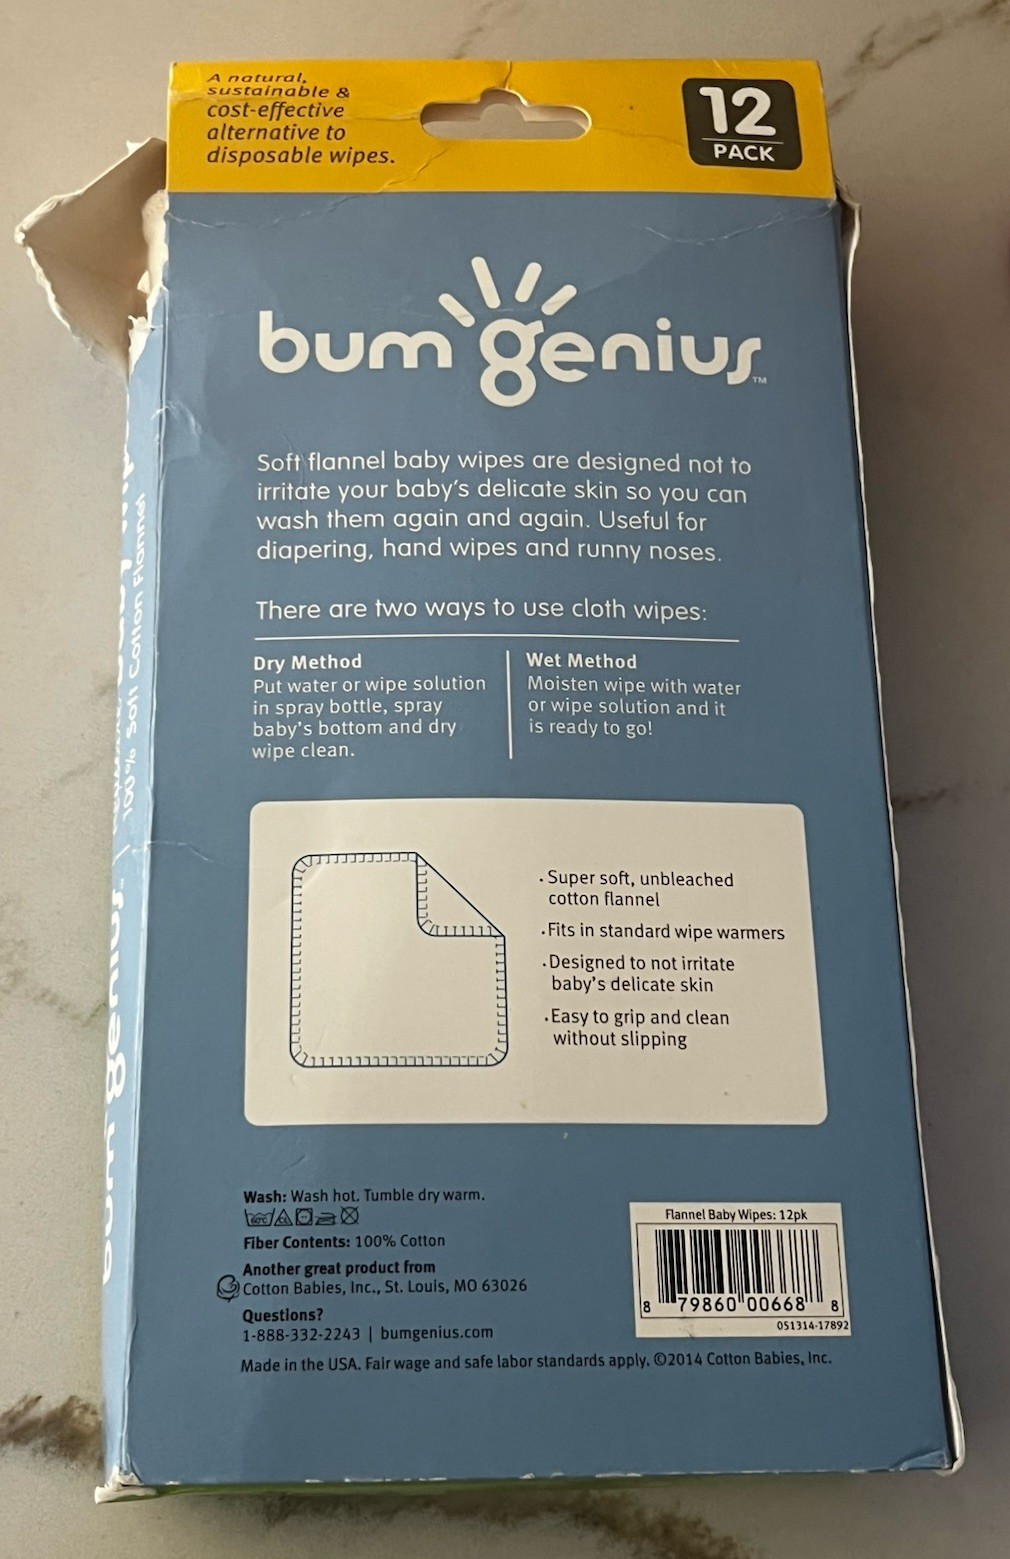 A natural,
sustainable &
cost-effective
alternative to
disposable wipes.
12
PACK
bum genius™
Soft flannel baby wipes are designed not to
irritate your baby's delicate skin so you can
wash them again and again. Useful for
diapering, hand wipes and runny noses.
There are two ways to use cloth wipes:
Dry Method
Put water or wipe solution
in spray bottle, spray
baby's bottom and dry
wipe clean.
Wet Method
Moisten wipe with water
or wipe solution and it
is ready to go!
· Super soft, unbleached
cotton flannel
· Fits in standard wipe warmers
· Designed to not irritate
baby's delicate skin
· Easy to grip and clean
without slipping
Wash: Wash hot. Tumble dry warm.
Fiber Contents: 100% Cotton
Another great product from
Cotton Babies, Inc., St. Louis, MO 63026
Questions?
1-888-332-2243 | bumgenius.com
Made in the USA. Fair wage and safe labor standards apply. ©2014 Cotton Babies, Inc.
Flannel Baby Wipes: 12pk
8 79860 00668 8
051314-17892
bum genius
100% Soft Cotton Flannel